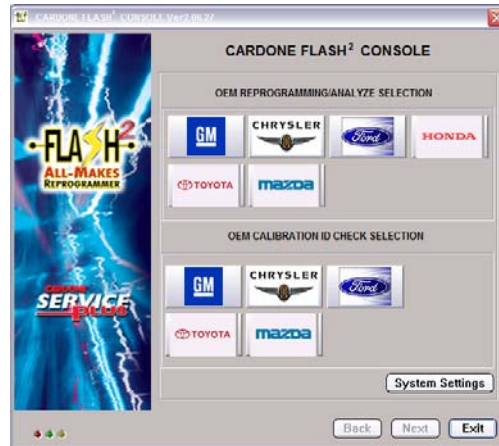 CARDONE FLASH² CONSOLE Ver2.06.27
CARDONE FLASH² CONSOLE
OEM REPROGRAMMING/ANALYZE SELECTION
GM
CHRYSLER
Ford
HONDA
TOYOTA
mazda
OEM CALIBRATION ID CHECK SELECTION
GM
CHRYSLER
Ford
TOYOTA
mazda
FLASH²
ALL-MAKES
REPROGRAMMER
CARDONE
SERVICE
PLUS
System Settings
Back
Next
Exit